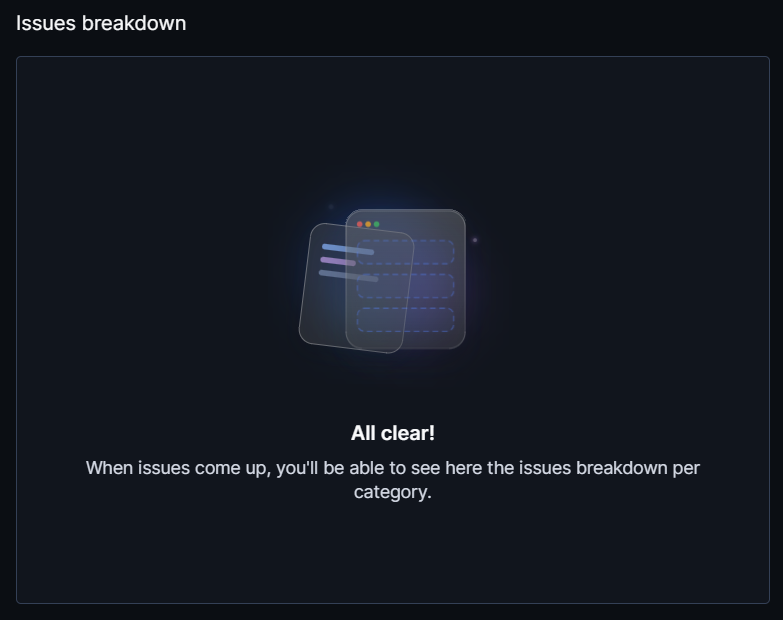 Issues breakdown
All clear!
When issues come up, you'll be able to see here the issues breakdown per
category.